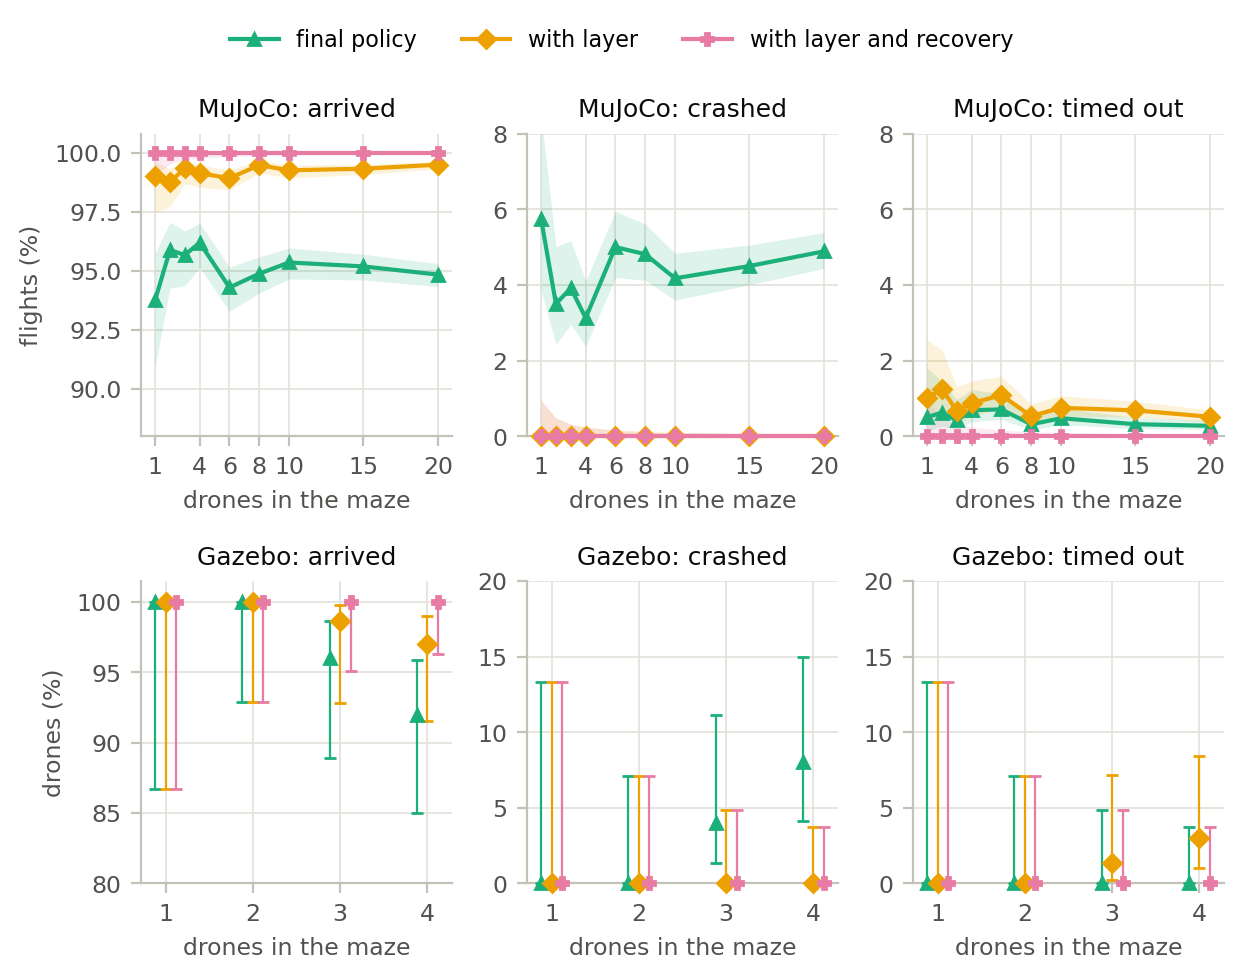 final policy with layer with layer and recovery
MuJoCo: arrived MuJoCo: crashed MuJoCo: timed out
flights (%)
100.0
97.5
95.0
92.5
90.0
1 4 6 8 10 15 20
drones in the maze
8
6
4
2
0
1 4 6 8 10 15 20
drones in the maze
8
6
4
2
0
1 4 6 8 10 15 20
drones in the maze
Gazebo: arrived Gazebo: crashed Gazebo: timed out
drones (%)
100
95
90
85
80
1 2 3 4
drones in the maze
20
15
10
5
0
1 2 3 4
drones in the maze
20
15
10
5
0
1 2 3 4
drones in the maze